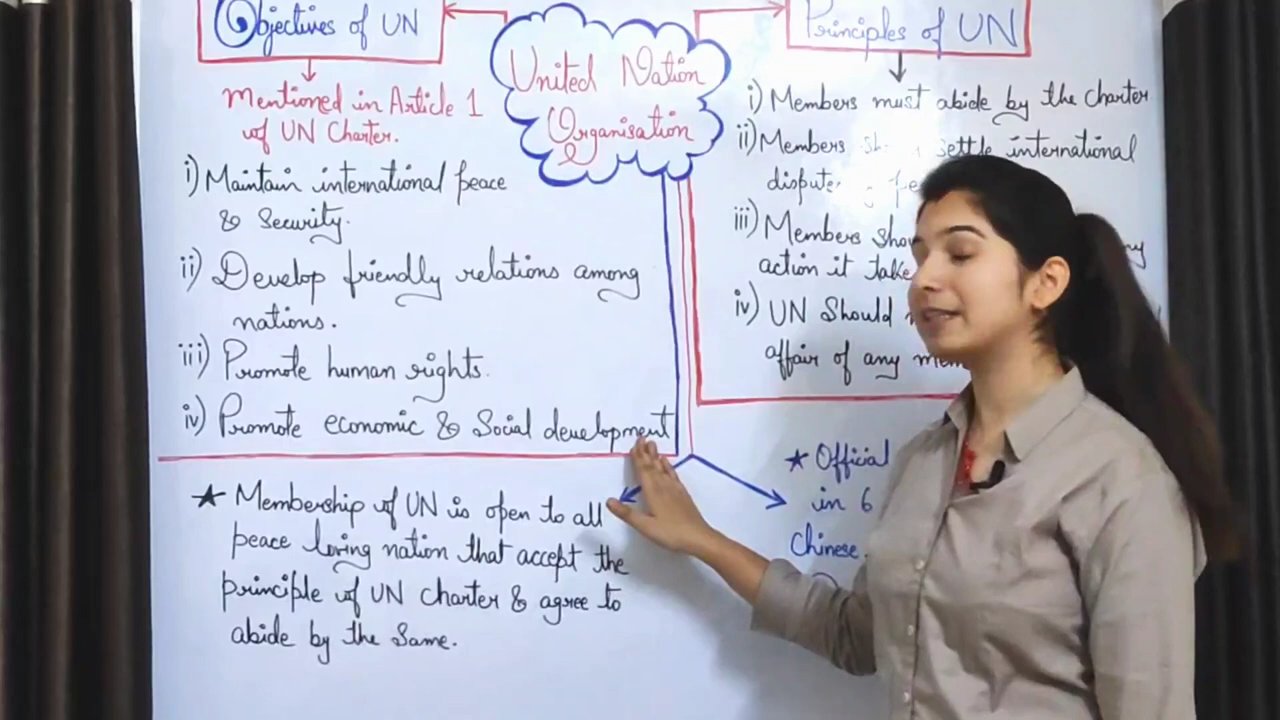 Objectives of UN
Mentioned in Article 1
of UN Charter.
i) Maintain international peace
& Security.
ii) Develop friendly relations among
nations.
iii) Promote human rights.
iv) Promote economic & Social development
United Nation
Organisation
Principles of UN
i) Members must abide by the charter
ii) Members settle international
iii) Members
action it take
iv) UN Should
affair of any
★ Membership of UN is open to all
peace loving nation that accept the
principle of UN charter & agree to
abide by the same.
★ Official
in 6
Chinese.